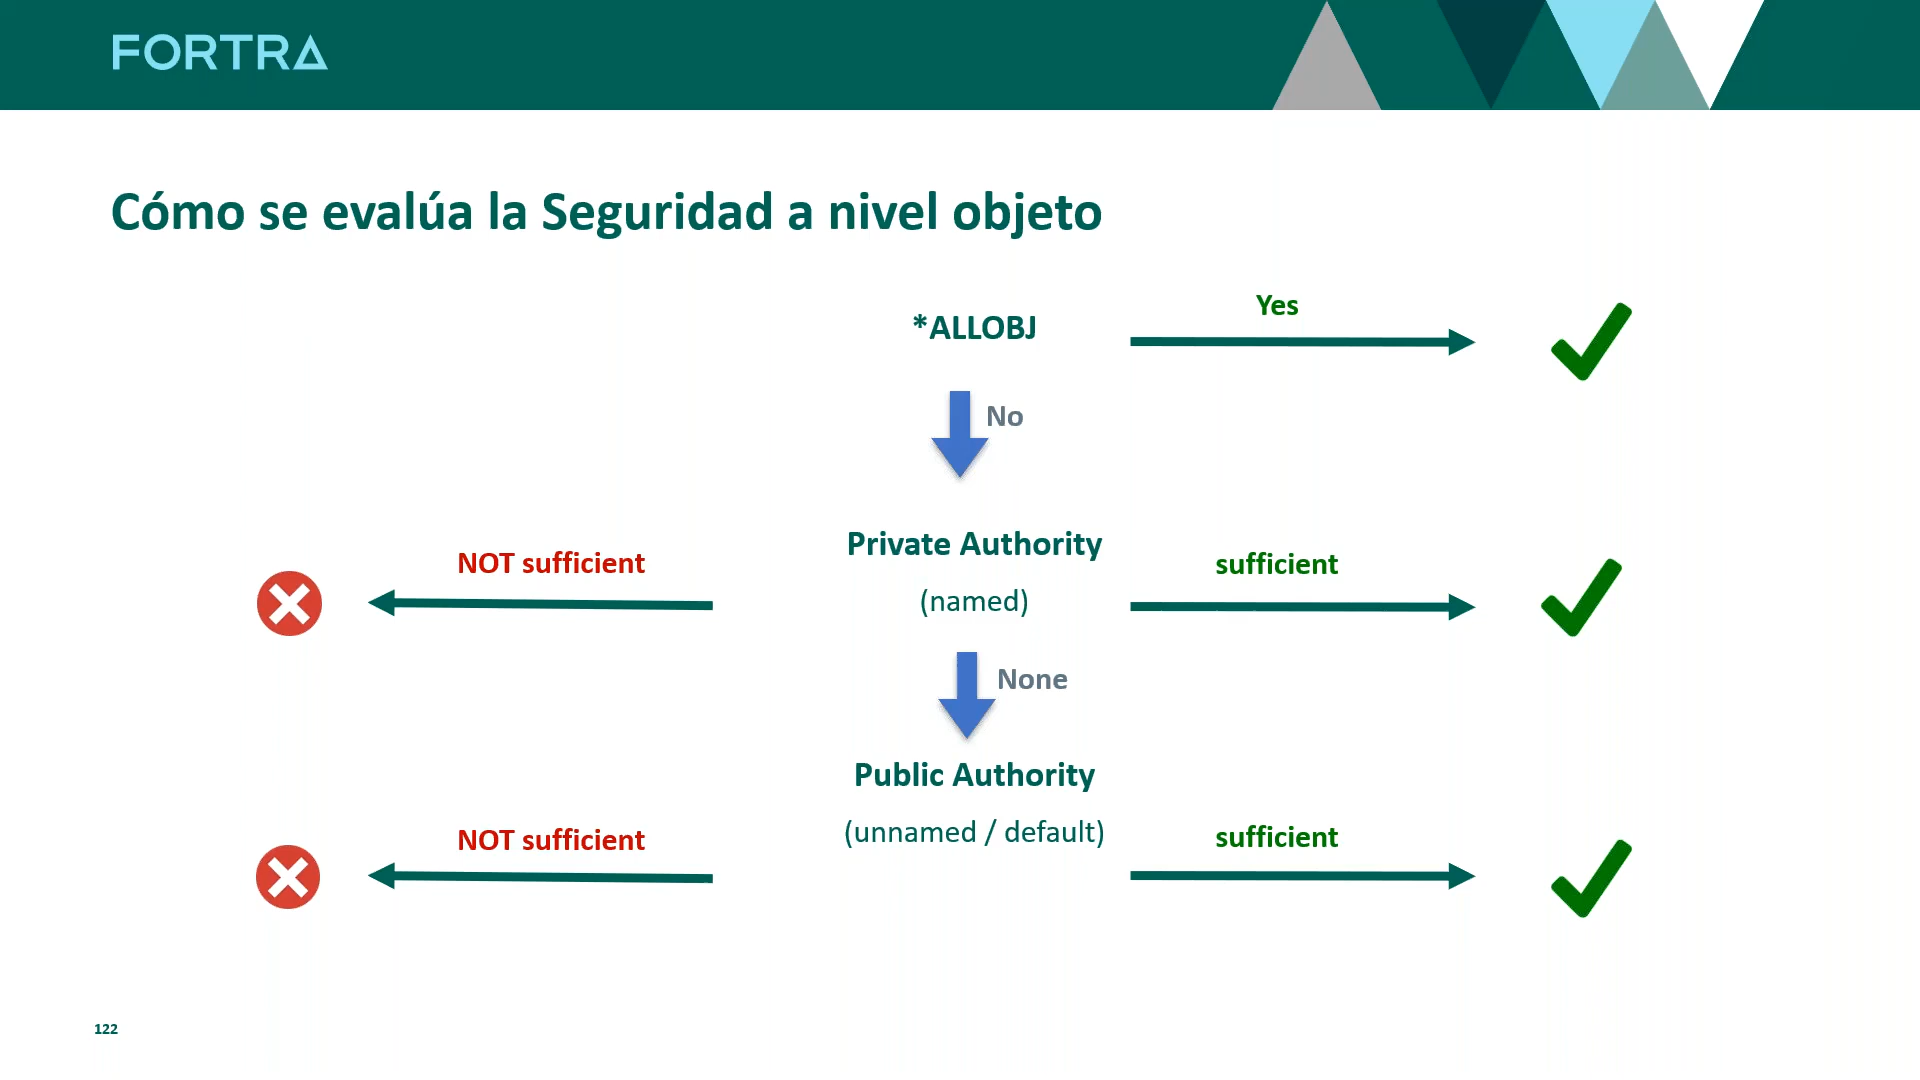 FORTRA
Cómo se evalúa la Seguridad a nivel objeto
*ALLOBJ
Yes
No
NOT sufficient
Private Authority
(named)
sufficient
None
NOT sufficient
Public Authority
(unnamed / default)
sufficient
122